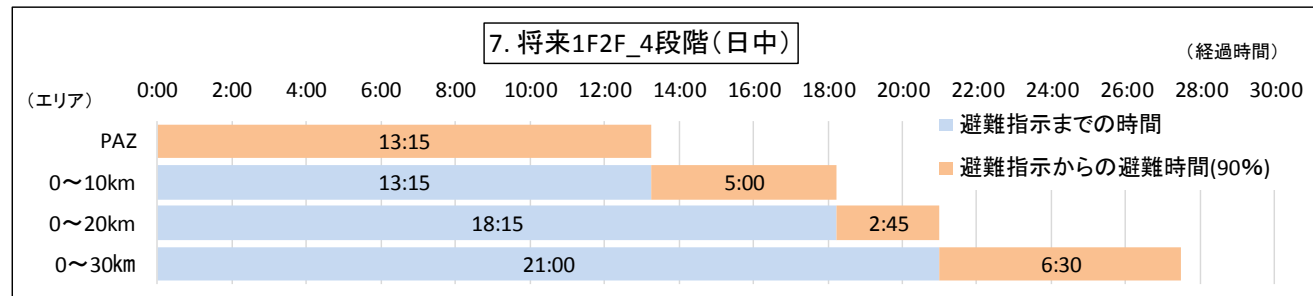 7. 将来1F2F_4段階(日中)
(経過時間)
(エリア)
0:00 2:00 4:00 6:00 8:00 10:00 12:00 14:00 16:00 18:00 20:00 22:00 24:00 26:00 28:00 30:00
避難指示までの時間
避難指示からの避難時間(90%)
PAZ 13:15
0～10km 13:15 5:00
0～20km 18:15 2:45
0～30㎞ 21:00 6:30